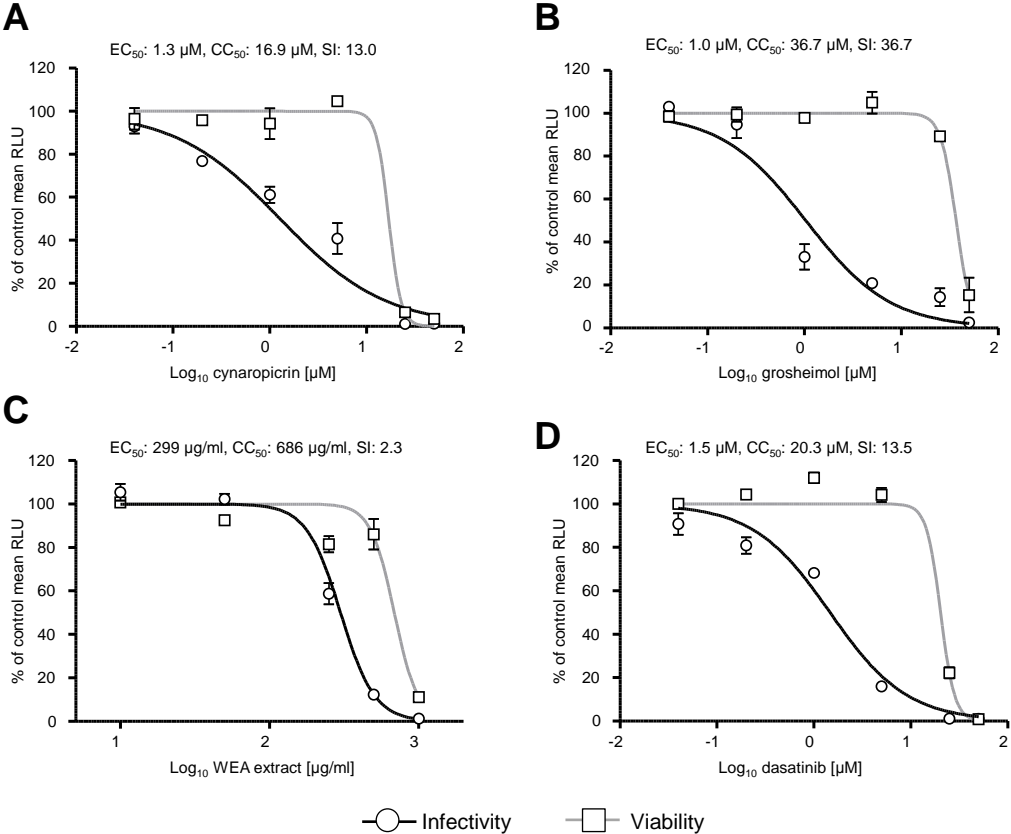 A
EC50: 1.3 µM, CC50: 16.9 µM, SI: 13.0
% of control mean RLU
120
100
80
60
40
20
0
-2
-1
0
1
2
Log10 cynaropicrin [µM]
B
EC50: 1.0 µM, CC50: 36.7 µM, SI: 36.7
% of control mean RLU
120
100
80
60
40
20
0
-2
-1
0
1
2
Log10 grosheimol [µM]
C
EC50: 299 µg/ml, CC50: 686 µg/ml, SI: 2.3
% of control mean RLU
120
100
80
60
40
20
0
1
2
3
Log10 WEA extract [µg/ml]
D
EC50: 1.5 µM, CC50: 20.3 µM, SI: 13.5
% of control mean RLU
120
100
80
60
40
20
0
-2
-1
0
1
2
Log10 dasatinib [µM]
Infectivity
Viability